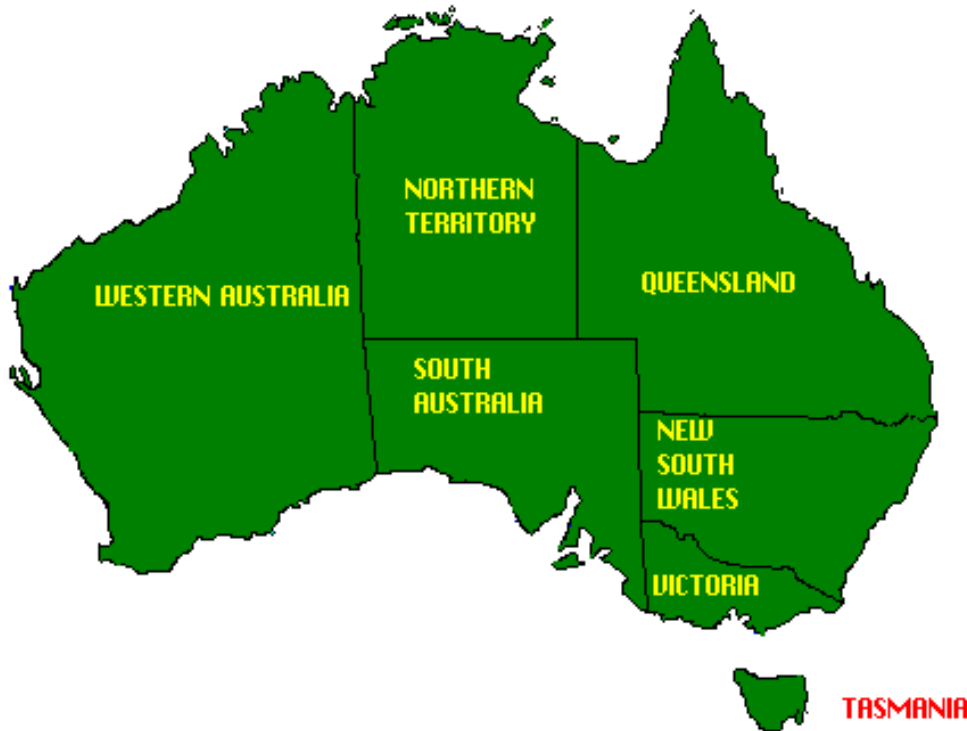 NORTHERN
TERRITORY
WESTERN AUSTRALIA
QUEENSLAND
SOUTH
AUSTRALIA
NEW
SOUTH
WALES
VICTORIA
TASMANIA